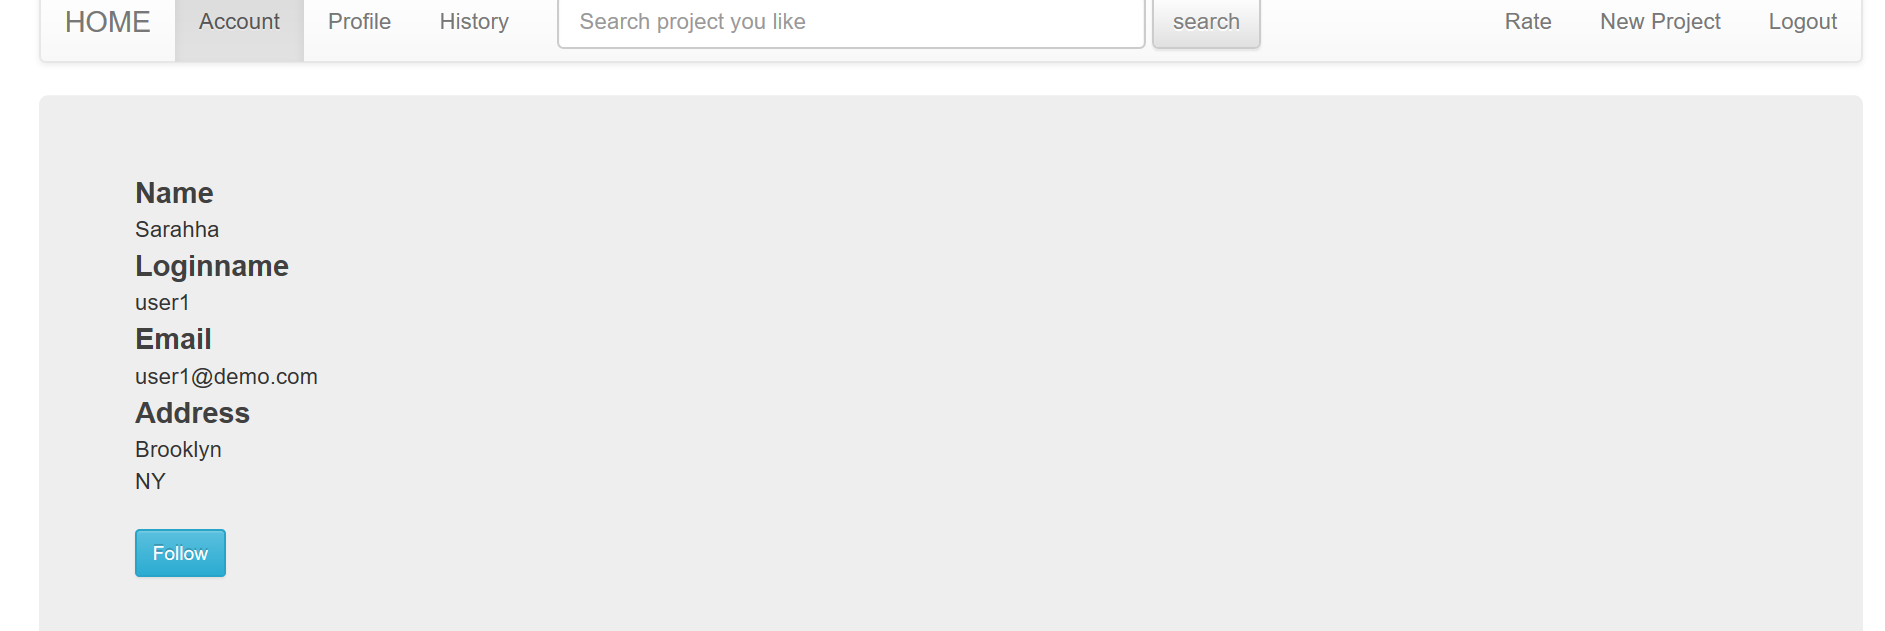 HOME Account Profile History Search project you like search Rate New Project Logout
Name
Sarahha
Loginname
user1
Email
user1@demo.com
Address
Brooklyn
NY
Follow